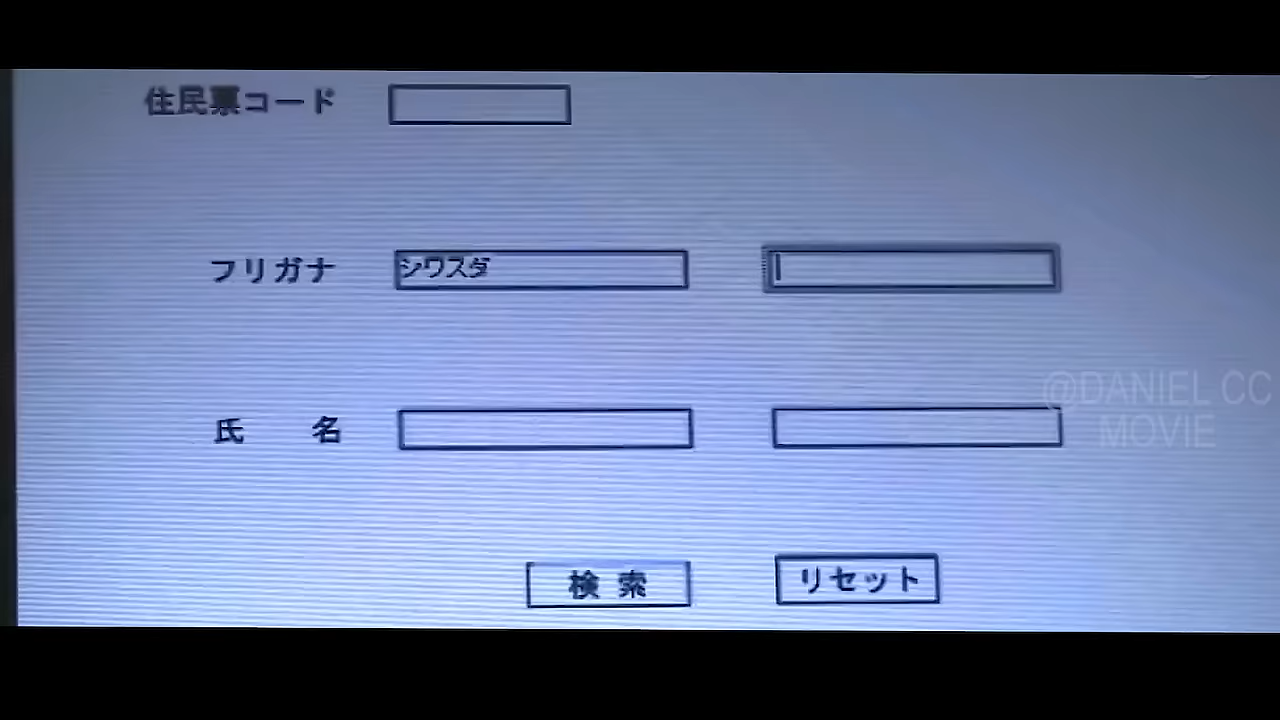 住民票コード
フリガナ シワスダ
氏 名
@DANIEL CC
MOVIE
検 索 リセット